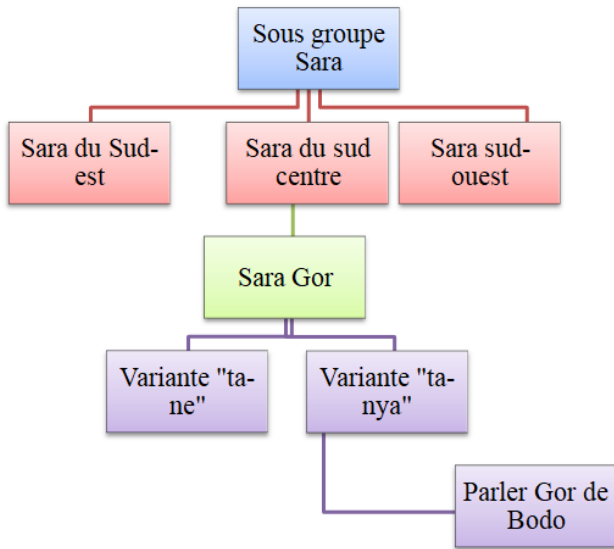 Sous groupe
Sara
Sara du Sud-
est
Sara du sud
centre
Sara sud-
ouest
Sara Gor
Variante "ta-
ne"
Variante "ta-
nya"
Parler Gor de
Bodo